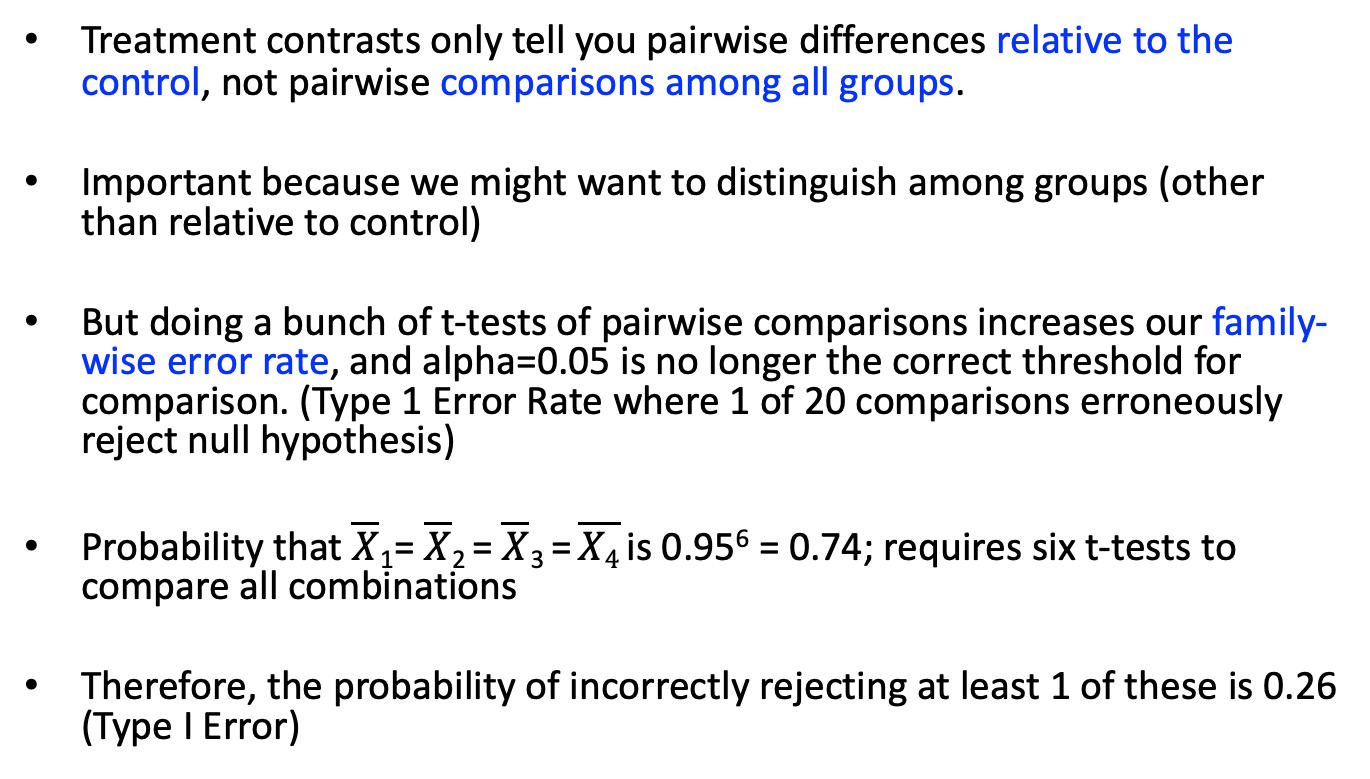 • Treatment contrasts only tell you pairwise differences relative to the
control, not pairwise comparisons among all groups.
• Important because we might want to distinguish among groups (other
than relative to control)
• But doing a bunch of t-tests of pairwise comparisons increases our family-
wise error rate, and alpha=0.05 is no longer the correct threshold for
comparison. (Type 1 Error Rate where 1 of 20 comparisons erroneously
reject null hypothesis)
• Probability that X̅₁= X̅₂ = X̅₃ = X̅₄ is 0.95⁶ = 0.74; requires six t-tests to
compare all combinations
• Therefore, the probability of incorrectly rejecting at least 1 of these is 0.26
(Type I Error)